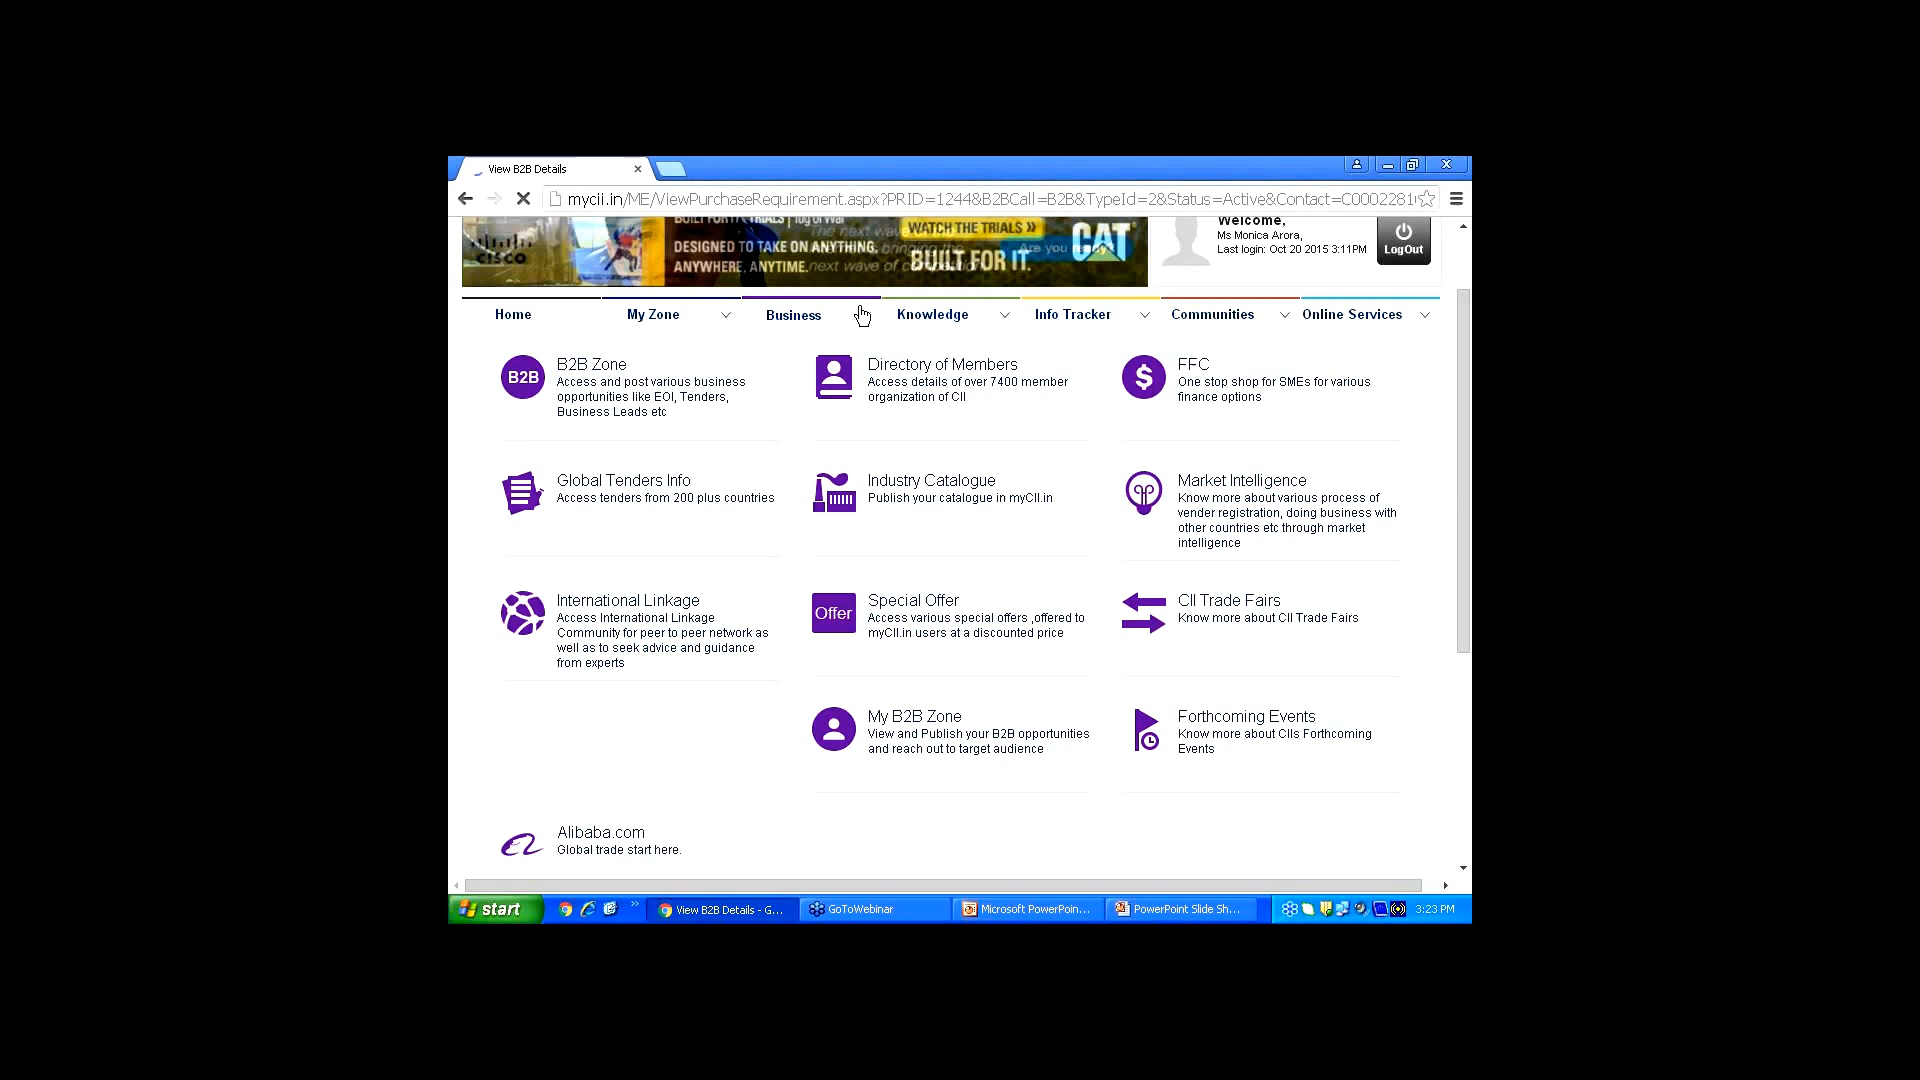 View B2B Details
mycii.in/ME/ViewPurchaseRequirement.aspx?PRID=1244&B2BCall=B2B&TypeId=2&Status=Active&Contact=C0002281
WATCH THE TRIALS »
Welcome,
CISCO
DESIGNED TO TAKE ON ANYTHING.
ANYWHERE, ANYTIME.
BUILT FOR IT.
CAT
Ms Monica Arora,
Last login: Oct 20 2015 3:11PM
LogOut
Home
My Zone
Business
Knowledge
Info Tracker
Communities
Online Services
B2B
B2B Zone
Access and post various business
opportunities like EOI, Tenders,
Business Leads etc
Directory of Members
Access details of over 7400 member
organization of CII
$
FFC
One stop shop for SMEs for various
finance options
Global Tenders Info
Access tenders from 200 plus countries
Industry Catalogue
Publish your catalogue in myCII.in
Market Intelligence
Know more about various process of
vender registration, doing business with
other countries etc through market
intelligence
International Linkage
Access International Linkage
Community for peer to peer network as
well as to seek advice and guidance
from experts
Offer
Special Offer
Access various special offers ,offered to
myCII.in users at a discounted price
CII Trade Fairs
Know more about CII Trade Fairs
My B2B Zone
View and Publish your B2B opportunities
and reach out to target audience
Forthcoming Events
Know more about CIIs Forthcoming
Events
Alibaba.com
Global trade start here.
start
View B2B Details - G...
GoToWebinar
Microsoft PowerPoin...
PowerPoint Slide Sh...
3:23 PM